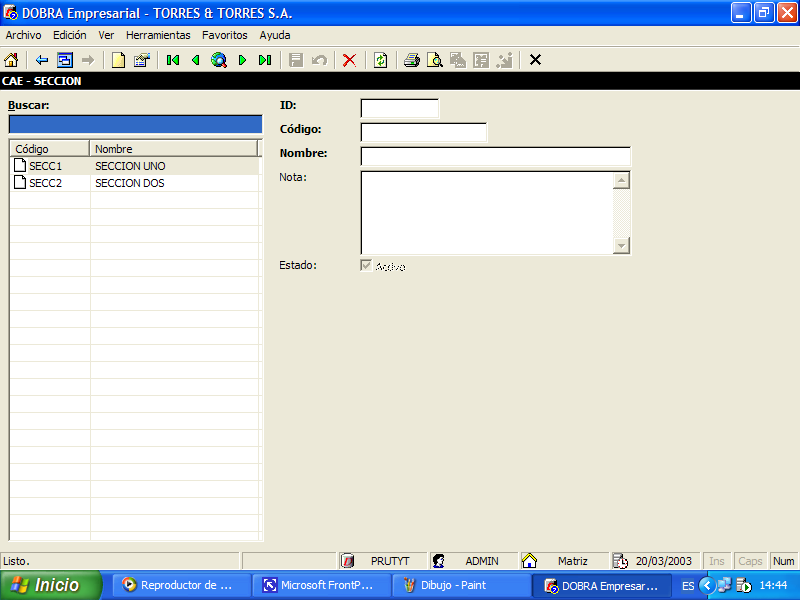 DOBRA Empresarial - TORRES & TORRES S.A.
Archivo Edición Ver Herramientas Favoritos Ayuda
CAE - SECCION
Buscar:
Código Nombre
SECC1 SECCION UNO
SECC2 SECCION DOS
ID:
Código:
Nombre:
Nota:
Estado: Activo
Listo. PRUTYT ADMIN Matriz 20/03/2003 Ins Caps Num
Inicio Reproductor de ... Microsoft FrontP... Dibujo - Paint DOBRA Empresar... ES 14:44